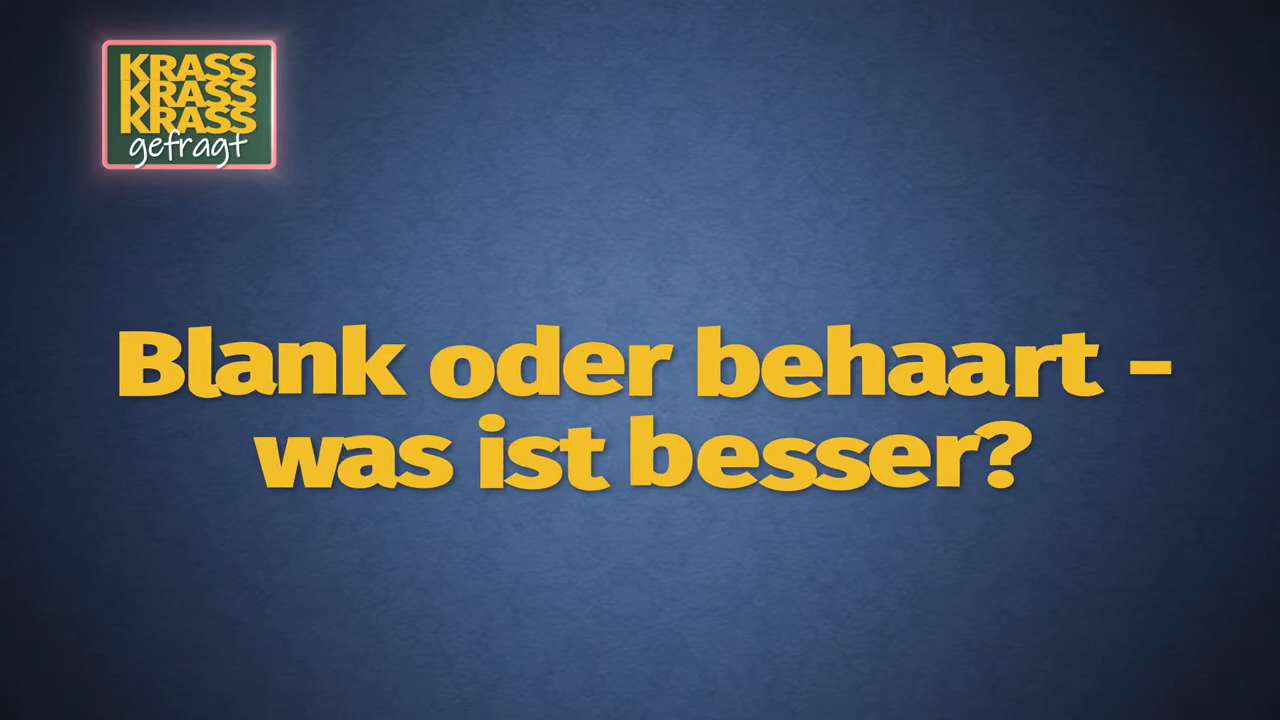 KRASS
KRASS
KRASS
gefragt
Blank oder behaart –
was ist besser?